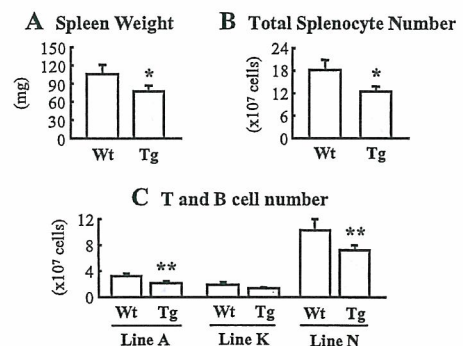 A Spleen Weight
150
120
90
60
30
0
(mg)
Wt Tg
*
B Total Splenocyte Number
24
18
12
6
0
(x10⁷ cells)
Wt Tg
*
C T and B cell number
12
8
4
0
(x10⁷ cells)
** **
Wt Tg Wt Tg Wt Tg
Line A Line K Line N